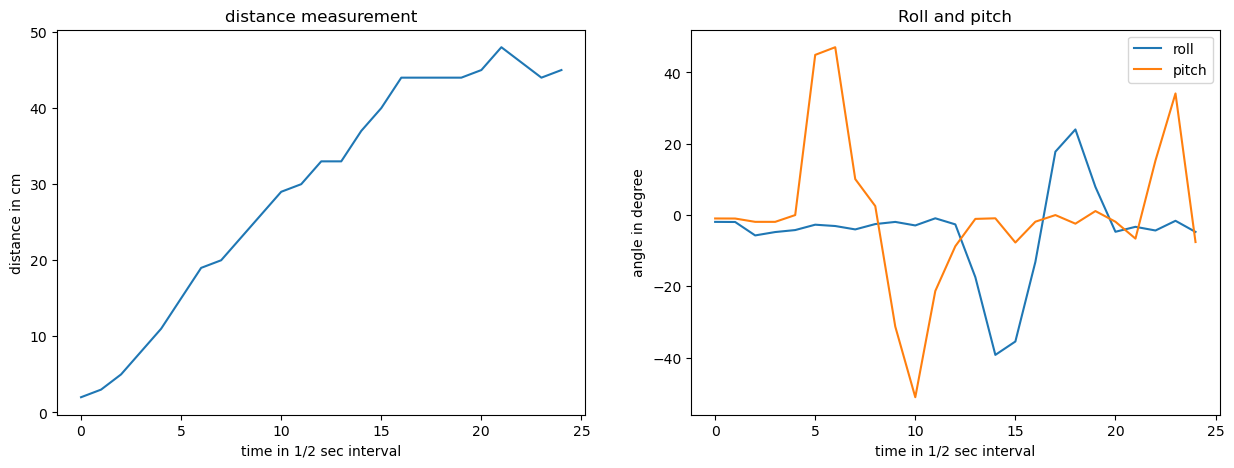 distance measurement
50
40
30
20
10
0
distance in cm
0 5 10 15 20 25
time in 1/2 sec interval
Roll and pitch
roll
pitch
40
20
0
−20
−40
angle in degree
0 5 10 15 20 25
time in 1/2 sec interval